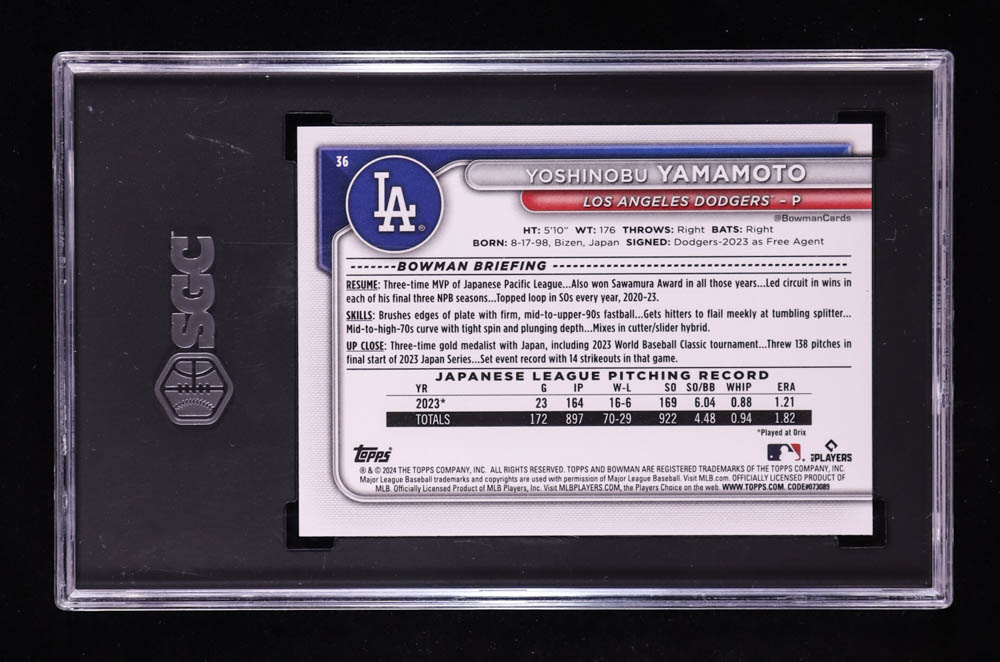 SGC
36
LA
YOSHINOBU YAMAMOTO
LOS ANGELES DODGERS® – P
@BowmanCards
HT: 5'10" WT: 176 THROWS: Right BATS: Right
BORN: 8-17-98, Bizen, Japan SIGNED: Dodgers-2023 as Free Agent
BOWMAN BRIEFING
RESUME: Three-time MVP of Japanese Pacific League...Also won Sawamura Award in all those years...Led circuit in wins in
each of his final three NPB seasons...Topped loop in SOs every year, 2020-23.
SKILLS: Brushes edges of plate with firm, mid-to-upper-90s fastball...Gets hitters to flail meekly at tumbling splitter...
Mid-to-high-70s curve with tight spin and plunging depth...Mixes in cutter/slider hybrid.
UP CLOSE: Three-time gold medalist with Japan, including 2023 World Baseball Classic tournament...Threw 138 pitches in
final start of 2023 Japan Series...Set event record with 14 strikeouts in that game.
JAPANESE LEAGUE PITCHING RECORD
YR G IP W-L SO SO/BB WHIP ERA
2023* 23 164 16-6 169 6.04 0.88 1.21
TOTALS 172 897 70-29 922 4.48 0.94 1.82
*Played at Orix
Topps®
MLB PLAYERS
® & © 2024 THE TOPPS COMPANY, INC. ALL RIGHTS RESERVED. TOPPS AND BOWMAN ARE REGISTERED TRADEMARKS OF THE TOPPS COMPANY, INC.
Major League Baseball trademarks and copyrights are used with permission of Major League Baseball. Visit MLB.com. OFFICIALLY LICENSED PRODUCT OF
MLB. Officially Licensed Product of MLB Players, Inc. Visit MLBPLAYERS.COM, the Players Choice on the web. WWW.TOPPS.COM. CODE#073089